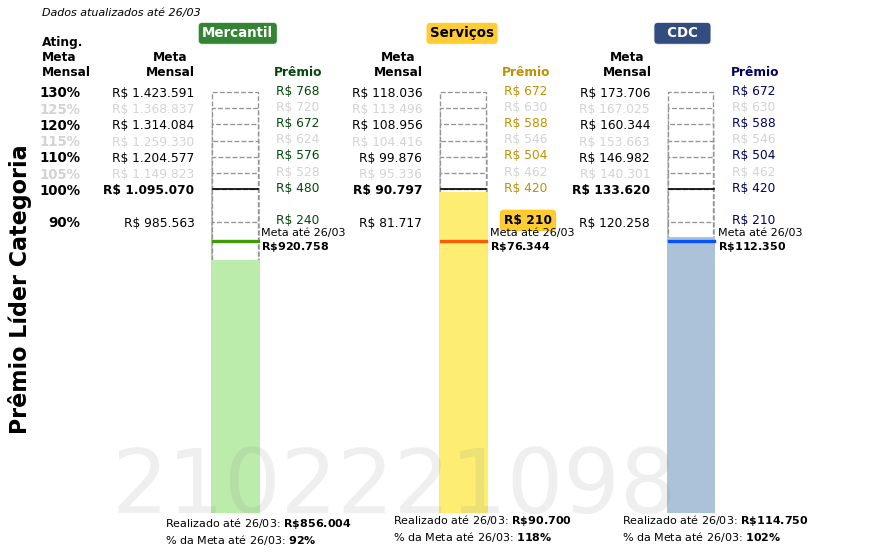 Dados atualizados até 26/03
Mercantil Serviços CDC
Ating.
Meta
Mensal
Meta
Mensal
Prêmio
Meta
Mensal
Prêmio
Meta
Mensal
Prêmio
130% R$ 1.423.591 R$ 768 R$ 118.036 R$ 672 R$ 173.706 R$ 672
125% R$ 1.368.837 R$ 720 R$ 113.496 R$ 630 R$ 167.025 R$ 630
120% R$ 1.314.084 R$ 672 R$ 108.956 R$ 588 R$ 160.344 R$ 588
115% R$ 1.259.330 R$ 624 R$ 104.416 R$ 546 R$ 153.663 R$ 546
110% R$ 1.204.577 R$ 576 R$ 99.876 R$ 504 R$ 146.982 R$ 504
105% R$ 1.149.823 R$ 528 R$ 95.336 R$ 462 R$ 140.301 R$ 462
100% R$ 1.095.070 R$ 480 R$ 90.797 R$ 420 R$ 133.620 R$ 420
90% R$ 985.563 R$ 240 R$ 81.717 R$ 210 R$ 120.258 R$ 210
Meta até 26/03
R$920.758
Meta até 26/03
R$76.344
Meta até 26/03
R$112.350
Prêmio Líder Categoria
2102221098
Realizado até 26/03: R$856.004
% da Meta até 26/03: 92%
Realizado até 26/03: R$90.700
% da Meta até 26/03: 118%
Realizado até 26/03: R$114.750
% da Meta até 26/03: 102%